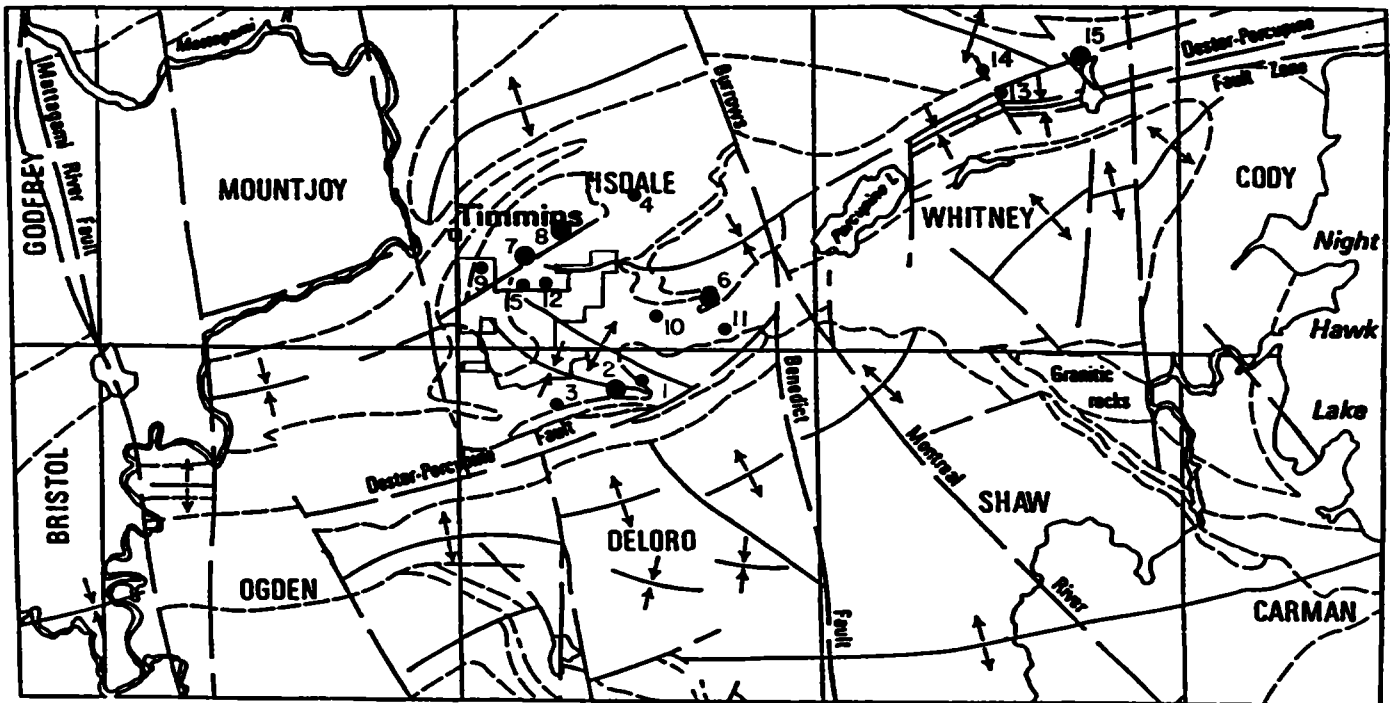 Mattagami R
Mattagami River Fault
GODFREY
MOUNTJOY
Timmins
TISDALE
4
8
7
9
5
12
6
10
11
2
1
3
Burrows
Benedict
Fault
Porcupine L
WHITNEY
14
13
15
Destor-Porcupine
Fault Zone
CODY
Night
Hawk
Lake
Granitic
rocks
BRISTOL
OGDEN
Destor-Porcupine
Fault
DELORO
Montreal
River
SHAW
CARMAN